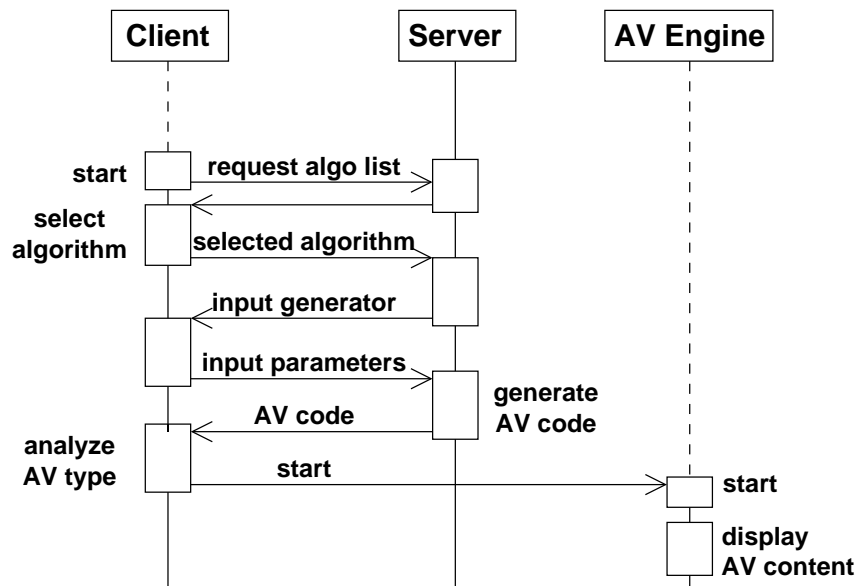 Client
Server
AV Engine
start
request algo list
select
algorithm
selected algorithm
input generator
input parameters
generate
AV code
AV code
analyze
AV type
start
start
display
AV content